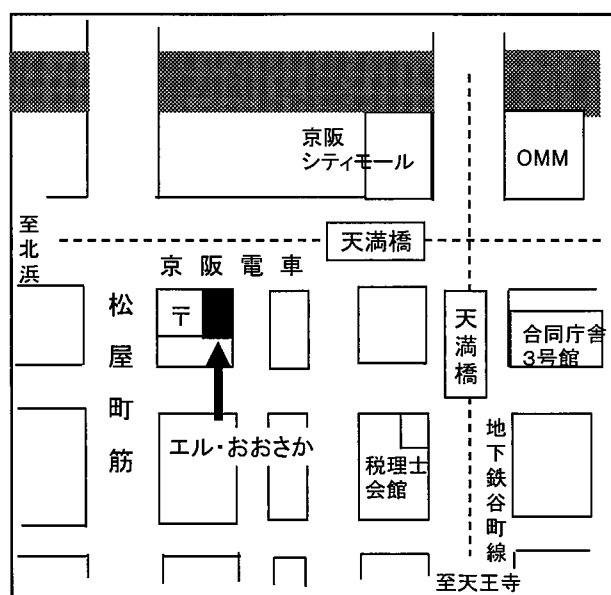 京阪
シティモール
OMM
至北浜
天満橋
京阪電車
松屋町筋
〒
天満橋
合同庁舎
3号館
エル・おおさか
税理士
会館
地下鉄谷町線
至天王寺